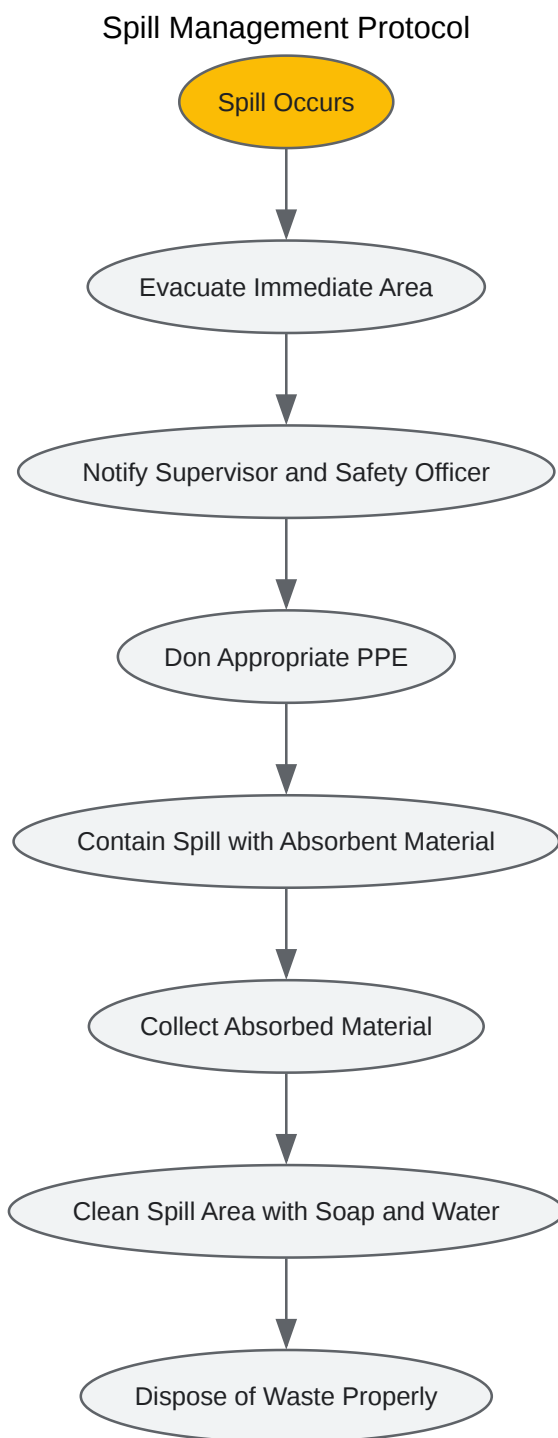 Spill Management Protocol
Spill Occurs
Evacuate Immediate Area
Notify Supervisor and Safety Officer
Don Appropriate PPE
Contain Spill with Absorbent Material
Collect Absorbed Material
Clean Spill Area with Soap and Water
Dispose of Waste Properly